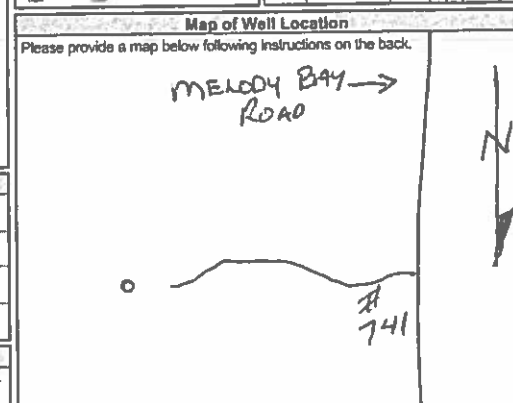 Map of Well Location
Please provide a map below following instructions on the back.
MELODY BAY
ROAD
N
#
741